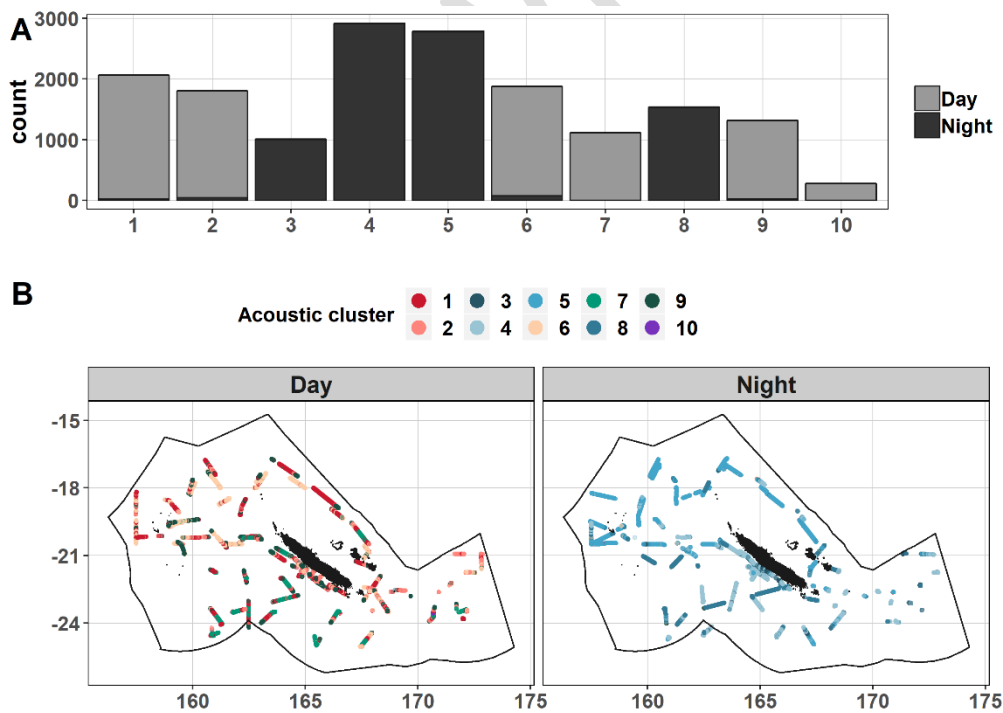 A
3000
2000
1000
0
count
1 2 3 4 5 6 7 8 9 10
Day
Night
B
Acoustic cluster
1 3 5 7 9
2 4 6 8 10
Day Night
-15
-18
-21
-24
160 165 170 175 160 165 170 175